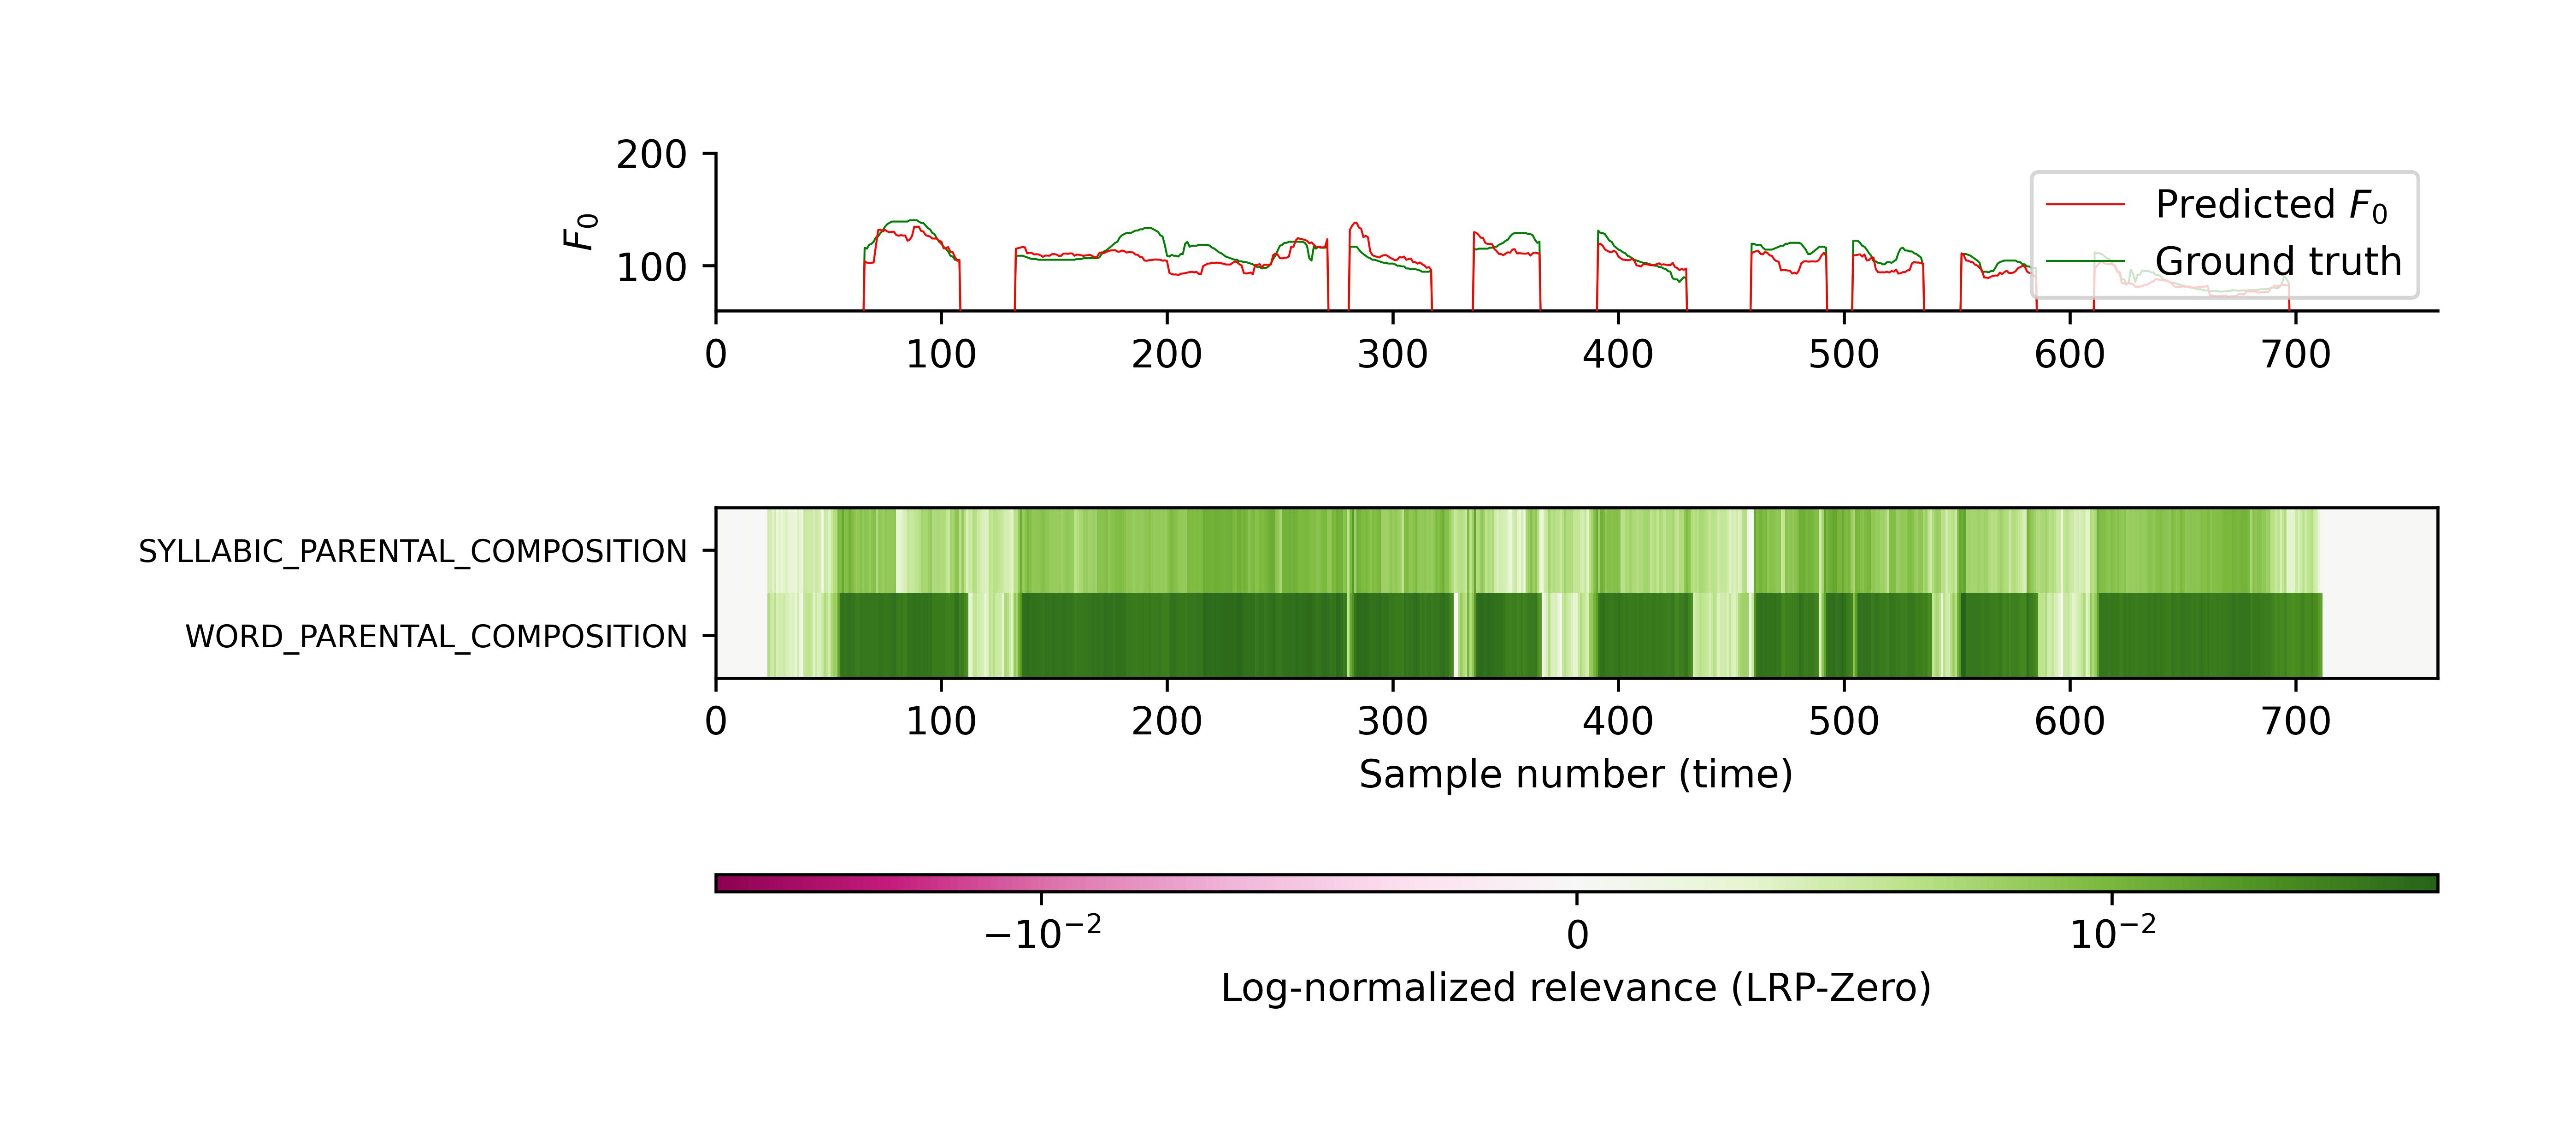 200
100
F₀
Predicted F₀
Ground truth
0 100 200 300 400 500 600 700
SYLLABIC_PARENTAL_COMPOSITION
WORD_PARENTAL_COMPOSITION
0 100 200 300 400 500 600 700
Sample number (time)
−10⁻² 0 10⁻²
Log-normalized relevance (LRP-Zero)